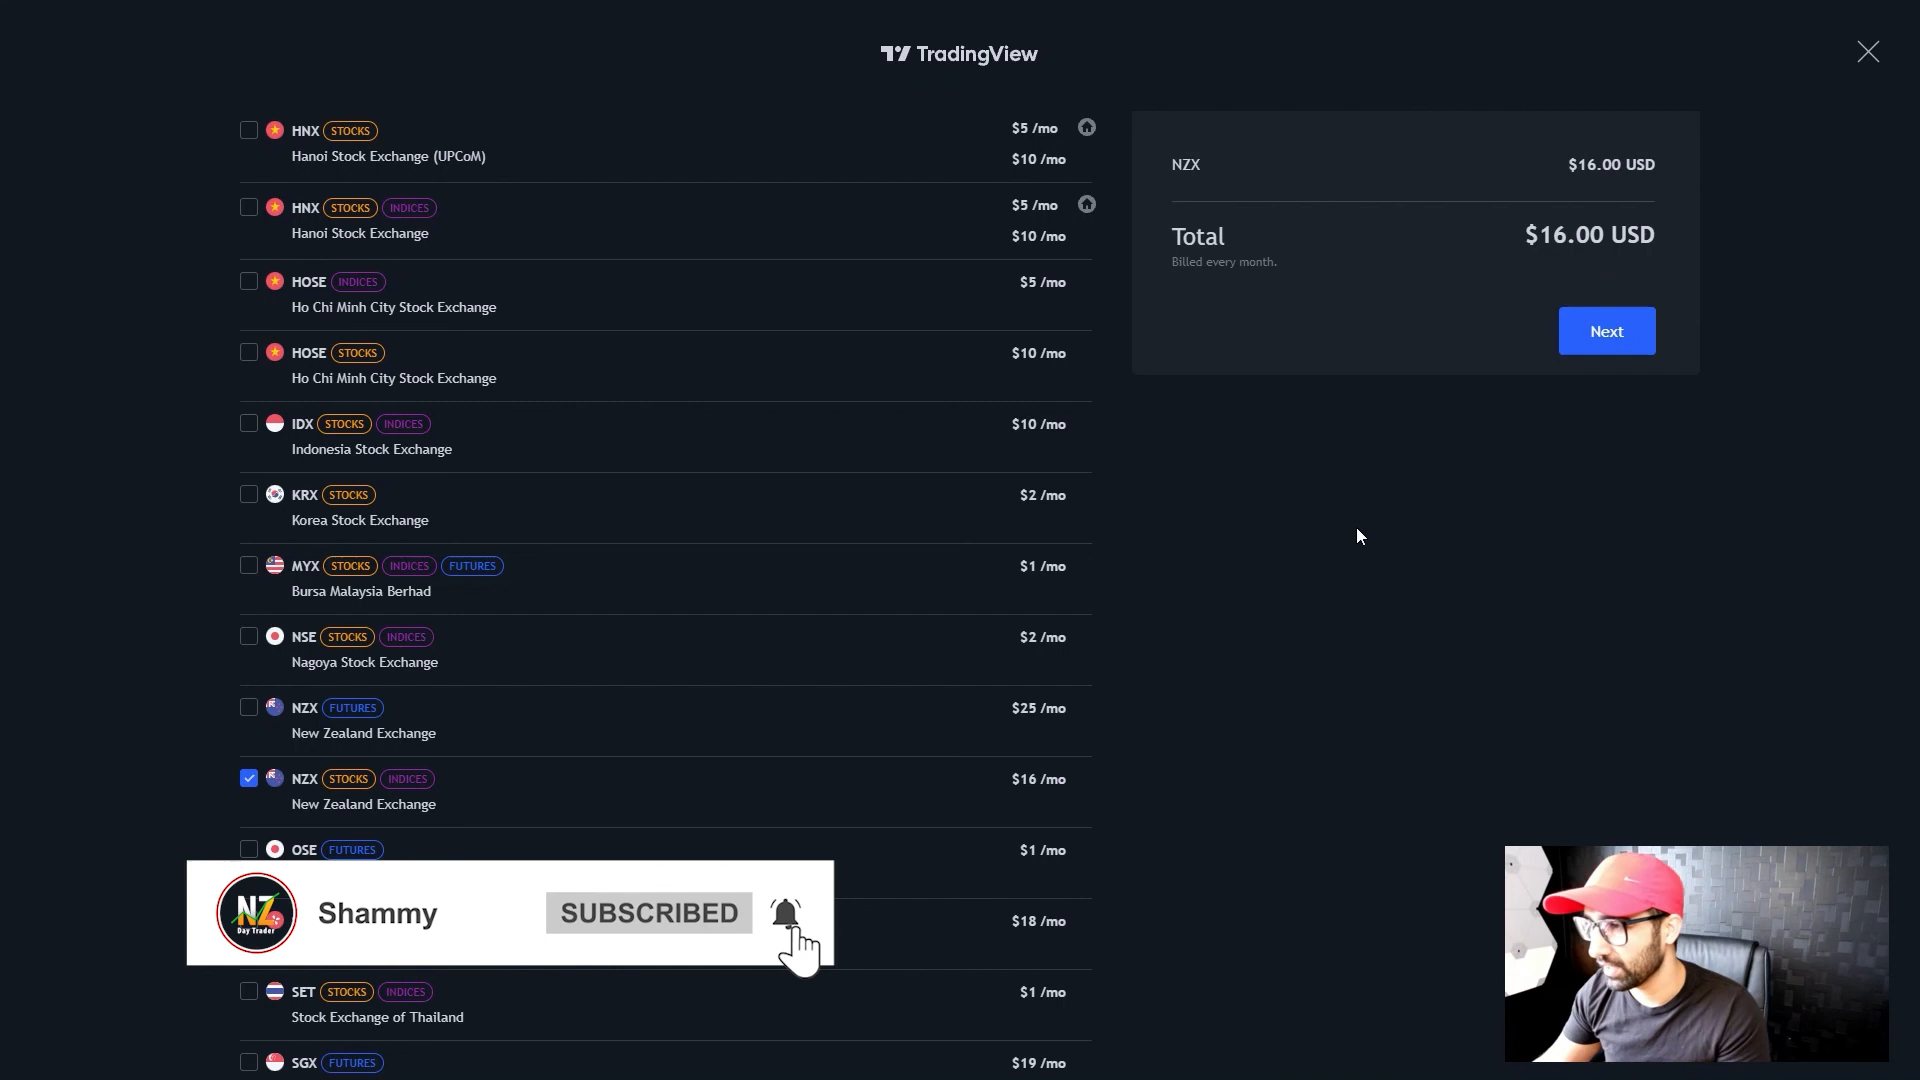 TradingView
HNX STOCKS $5 /mo
Hanoi Stock Exchange (UPCoM) $10 /mo
HNX STOCKS INDICES $5 /mo
Hanoi Stock Exchange $10 /mo
HOSE INDICES $5 /mo
Ho Chi Minh City Stock Exchange
HOSE STOCKS $10 /mo
Ho Chi Minh City Stock Exchange
IDX STOCKS INDICES $10 /mo
Indonesia Stock Exchange
KRX STOCKS $2 /mo
Korea Stock Exchange
MYX STOCKS INDICES FUTURES $1 /mo
Bursa Malaysia Berhad
NSE STOCKS INDICES $2 /mo
Nagoya Stock Exchange
NZX FUTURES $25 /mo
New Zealand Exchange
NZX STOCKS INDICES $16 /mo
New Zealand Exchange
OSE FUTURES $1 /mo
$18 /mo
SET STOCKS INDICES $1 /mo
Stock Exchange of Thailand
SGX FUTURES $19 /mo
NZX $16.00 USD
Total $16.00 USD
Billed every month.
Next
NZ
Day Trader
Shammy
SUBSCRIBED